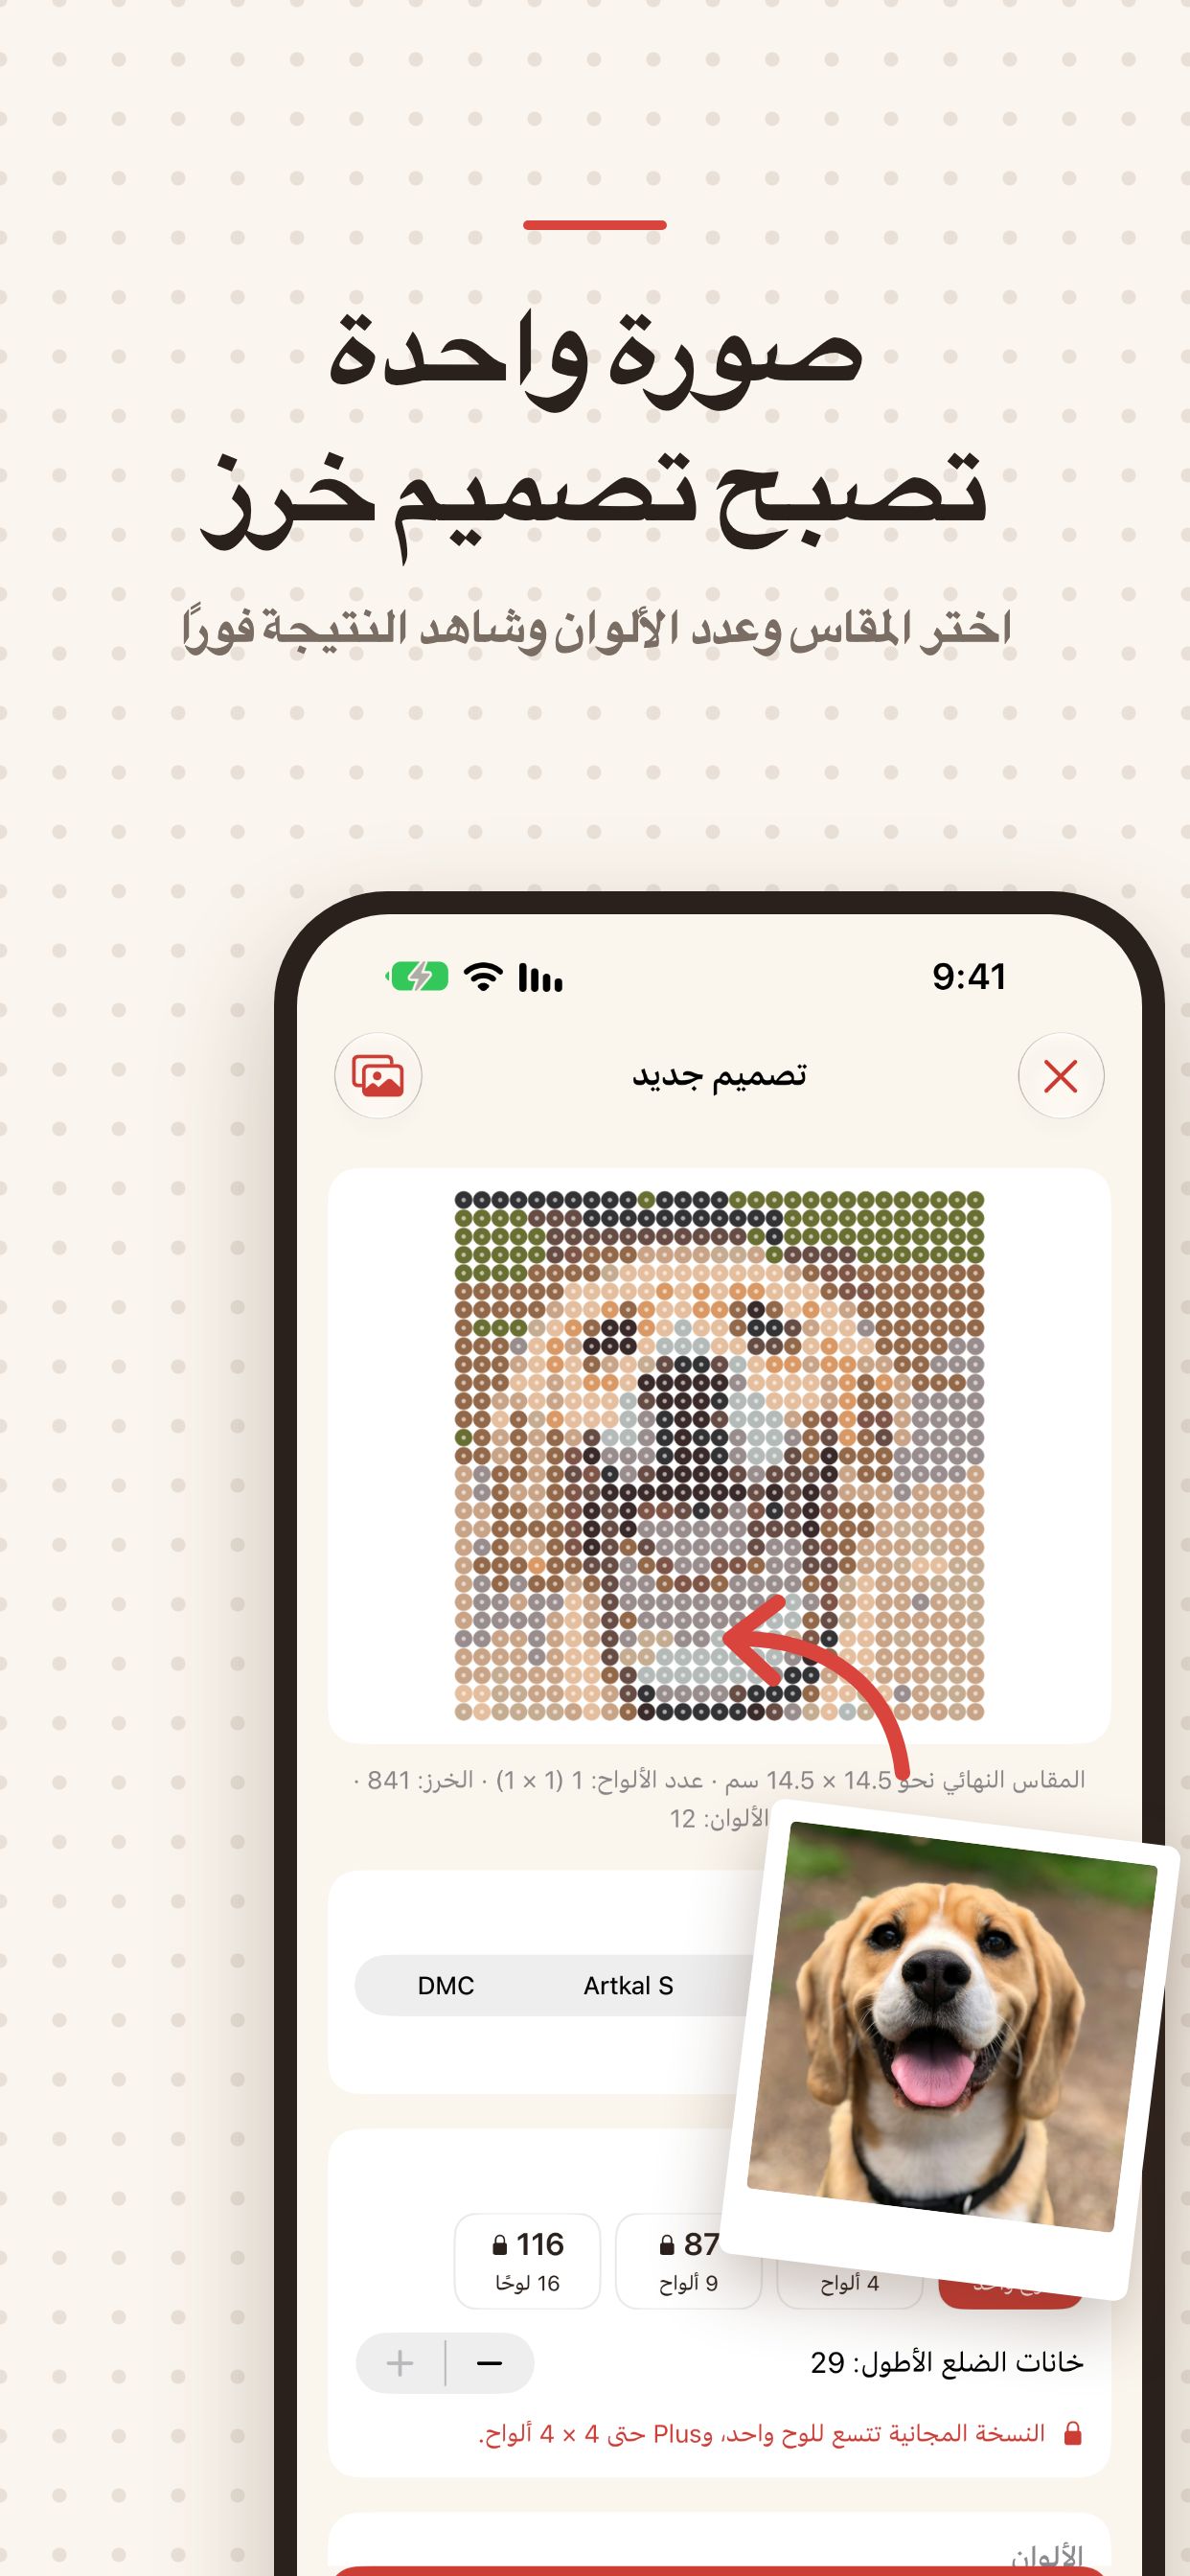 صورة واحدة
تصبح تصميم خرز
اختر المقاس وعدد الألوان وشاهد النتيجة فورًا
9:41
تصميم جديد
المقاس النهائي نحو 14.5 × 14.5 سم · عدد الألواح: 1 (1 × 1) · الخرز: 841 ·
الألوان: 12
Artkal S
DMC
87
116
4 ألواح
9 ألواح
16 لوحًا
خانات الضلع الأطول: 29
النسخة المجانية تتسع للوح واحد، وPlus حتى 4 × 4 ألواح.
الألوان